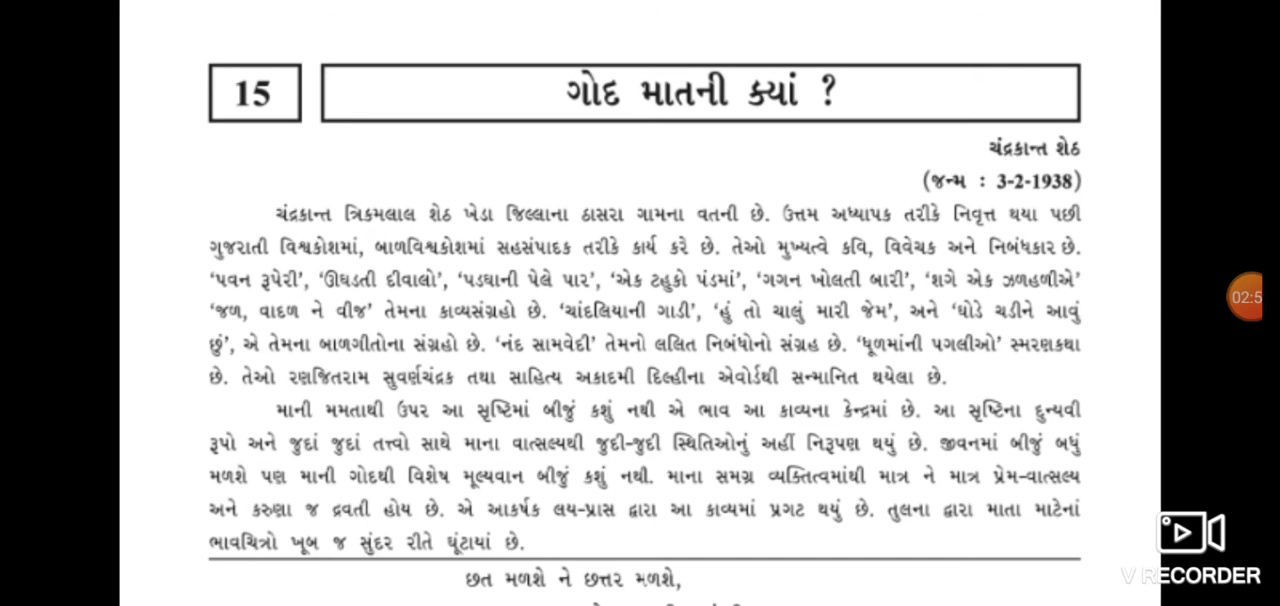 15
ગોદ માતની ક્યાં ?
ચંદ્રકાન્ત શેઠ
(જન્મ : 3-2-1938)
ચંદ્રકાન્ત ત્રિકમલાલ શેઠ ખેડા જિલ્લાના ઠાસરા ગામના વતની છે. ઉત્તમ અધ્યાપક તરીકે નિવૃત્ત થયા પછી
ગુજરાતી વિશ્વકોશમાં, બાળવિશ્વકોશમાં સહસંપાદક તરીકે કાર્ય કરે છે. તેઓ મુખ્યત્વે કવિ, વિવેચક અને નિબંધકાર છે.
‘પવન રૂપેરી’, ‘ઊઘડતી દીવાલો’, ‘પડઘાની પેલે પાર’, ‘એક ટહુકો પંડમાં’, ‘ગગન ખોલતી બારી’, ‘શગે એક ઝળહળીએ’
‘જળ, વાદળ ને વીજ’ તેમના કાવ્યસંગ્રહો છે. ‘ચાંદલિયાની ગાડી’, ‘હું તો ચાલું મારી જેમ’, અને ‘ઘોડે ચડીને આવું
છું’, એ તેમના બાળગીતોના સંગ્રહો છે. ‘નંદ સામવેદી’ તેમનો લલિત નિબંધોનો સંગ્રહ છે. ‘ધૂળમાંની પગલીઓ’ સ્મરણકથા
છે. તેઓ રણજિતરામ સુવર્ણચંદ્રક તથા સાહિત્ય અકાદમી દિલ્હીના એવોર્ડથી સન્માનિત થયેલા છે.
માની મમતાથી ઉપર આ સૃષ્ટિમાં બીજું કશું નથી એ ભાવ આ કાવ્યના કેન્દ્રમાં છે. આ સૃષ્ટિના દુન્યવી
રૂપો અને જુદાં જુદાં તત્ત્વો સાથે માના વાત્સલ્યથી જુદી-જુદી સ્થિતિઓનું અહીં નિરૂપણ થયું છે. જીવનમાં બીજું બધું
મળશે પણ માની ગોદથી વિશેષ મૂલ્યવાન બીજું કશું નથી. માના સમગ્ર વ્યક્તિત્વમાંથી માત્ર ને માત્ર પ્રેમ-વાત્સલ્ય
અને કરુણા જ દ્રવતી હોય છે. એ આકર્ષક લય-પ્રાસ દ્વારા આ કાવ્યમાં પ્રગટ થયું છે. તુલના દ્વારા માતા માટેનાં
ભાવચિત્રો ખૂબ જ સુંદર રીતે ઘૂંટાયાં છે.
છત મળશે ને છત્તર મળશે,
02:5
V RECORDER